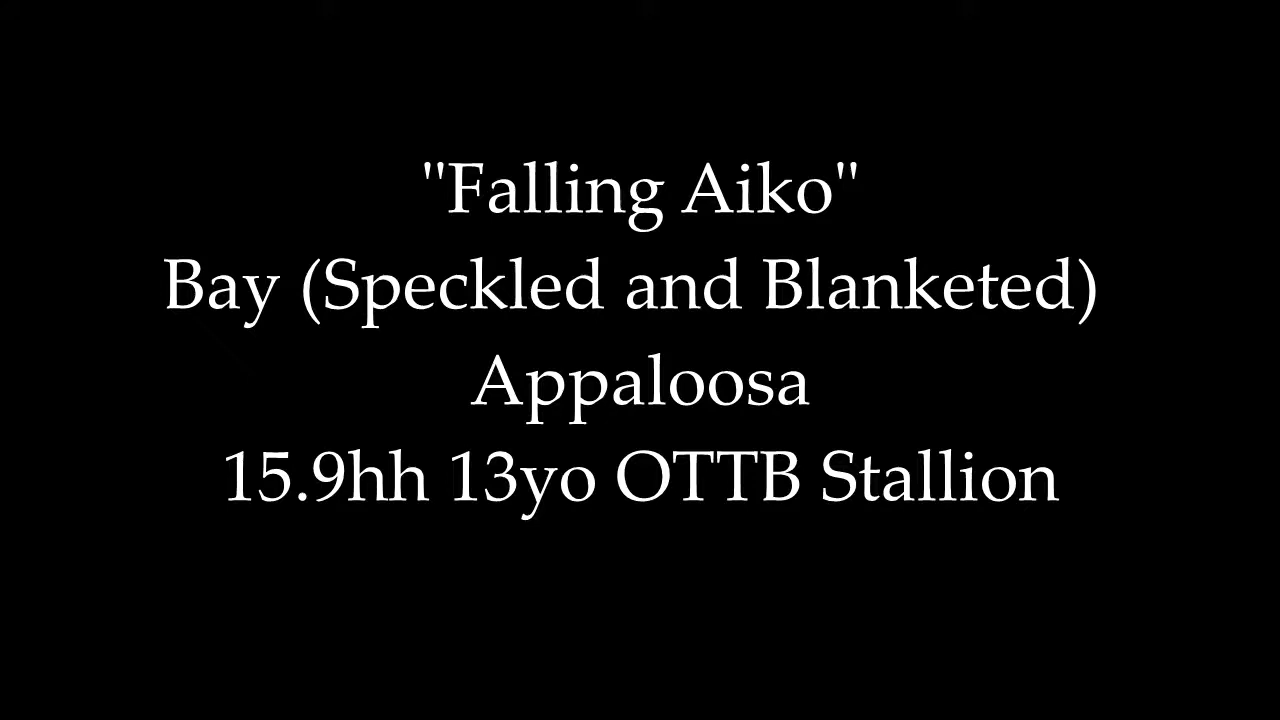 "Falling Aiko"
Bay (Speckled and Blanketed)
Appaloosa
15.9hh 13yo OTTB Stallion